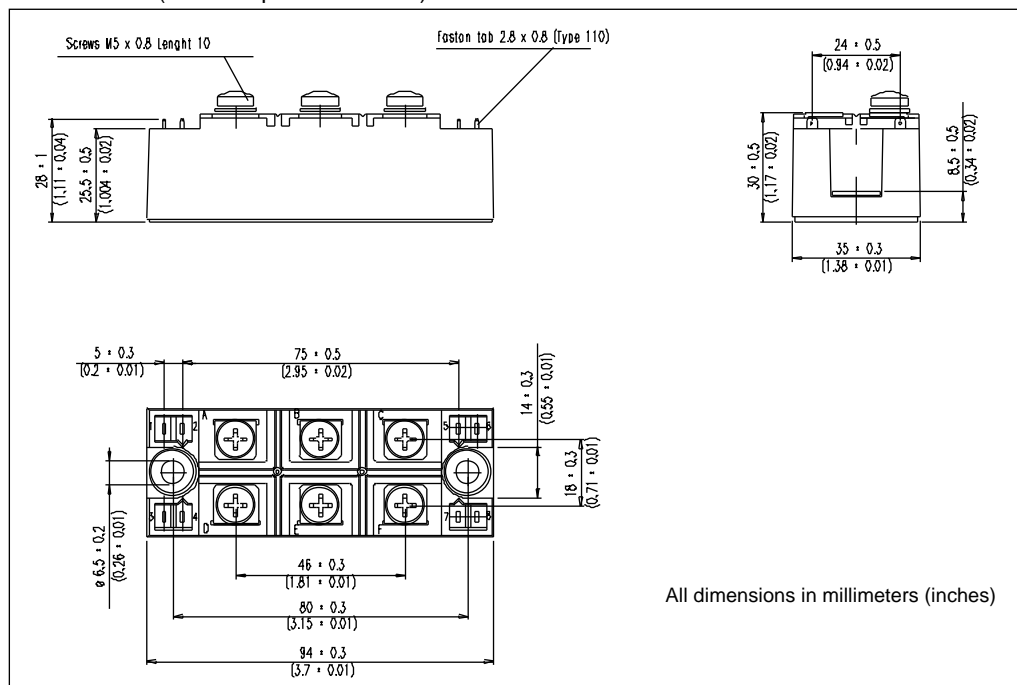 Screws M5 x 0.8 Lenght 10
Faston tab 2.8 x 0.8 (Type 110)
24 ± 0.5
(0.94 ± 0.02)
28 ± 1
(1.11 ± 0.04)
25.5 ± 0.5
(1.004 ± 0.02)
30 ± 0.5
(1.17 ± 0.02)
8.5 ± 0.5
(0.34 ± 0.02)
35 ± 0.3
(1.38 ± 0.01)
5 ± 0.3
(0.2 ± 0.01)
75 ± 0.5
(2.95 ± 0.02)
14 ± 0.3
(0.55 ± 0.01)
1 2 A B C 5 6
18 ± 0.3
(0.71 ± 0.01)
3 4 D E F 7 8
ø 6.5 ± 0.2
(0.26 ± 0.01)
46 ± 0.3
(1.81 ± 0.01)
80 ± 0.3
(3.15 ± 0.01)
94 ± 0.3
(3.7 ± 0.01)
All dimensions in millimeters (inches)